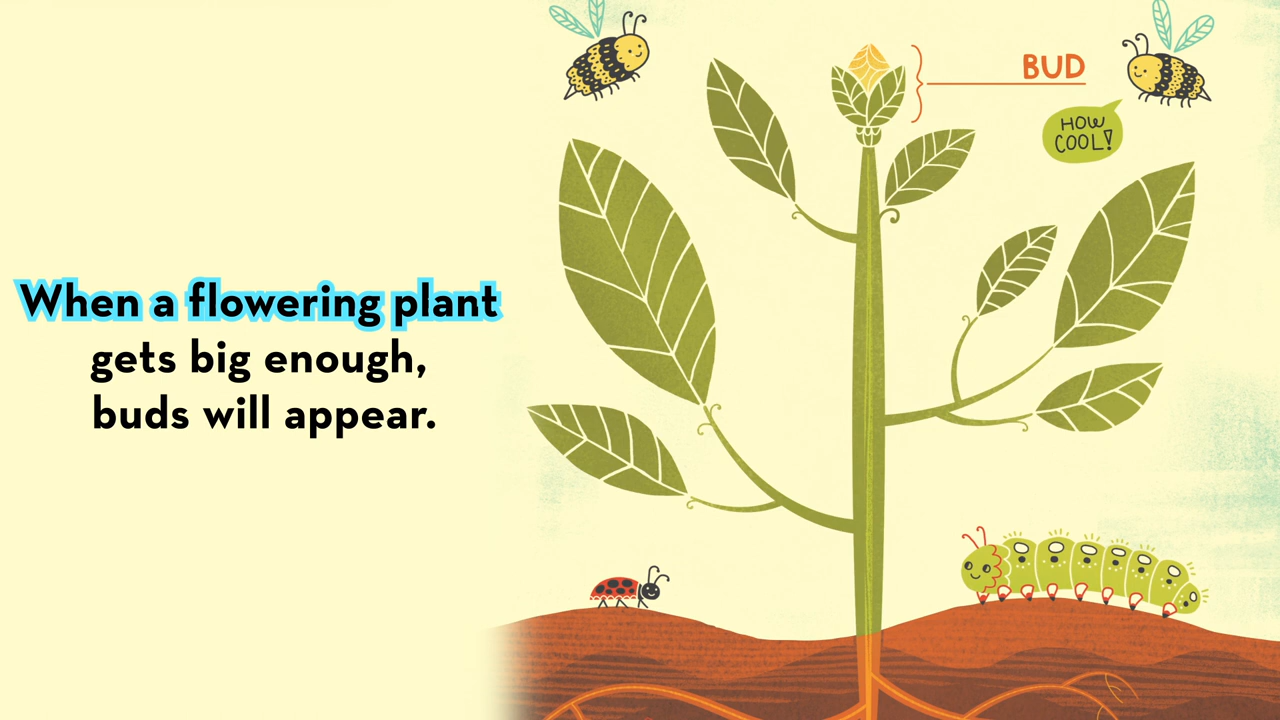 When a flowering plant
gets big enough,
buds will appear.
BUD
HOW
COOL!